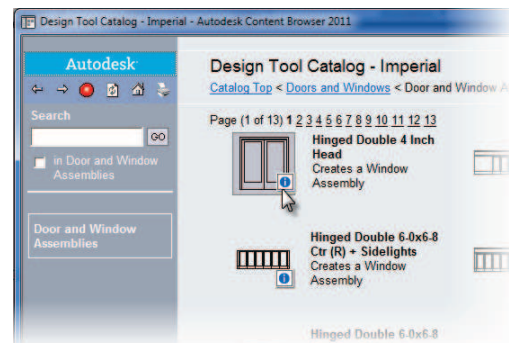 Design Tool Catalog - Imperial - Autodesk Content Browser 2011
Autodesk
Search
GO
in Door and Window
Assemblies
Door and Window
Assemblies
Design Tool Catalog - Imperial
Catalog Top < Doors and Windows < Door and Window A
Page (1 of 13) 1 2 3 4 5 6 7 8 9 10 11 12 13
Hinged Double 4 Inch
Head
Creates a Window
Assembly
Hinged Double 6-0x6-8
Ctr (R) + Sidelights
Creates a Window
Assembly
Hinged Double 6-0x6-8